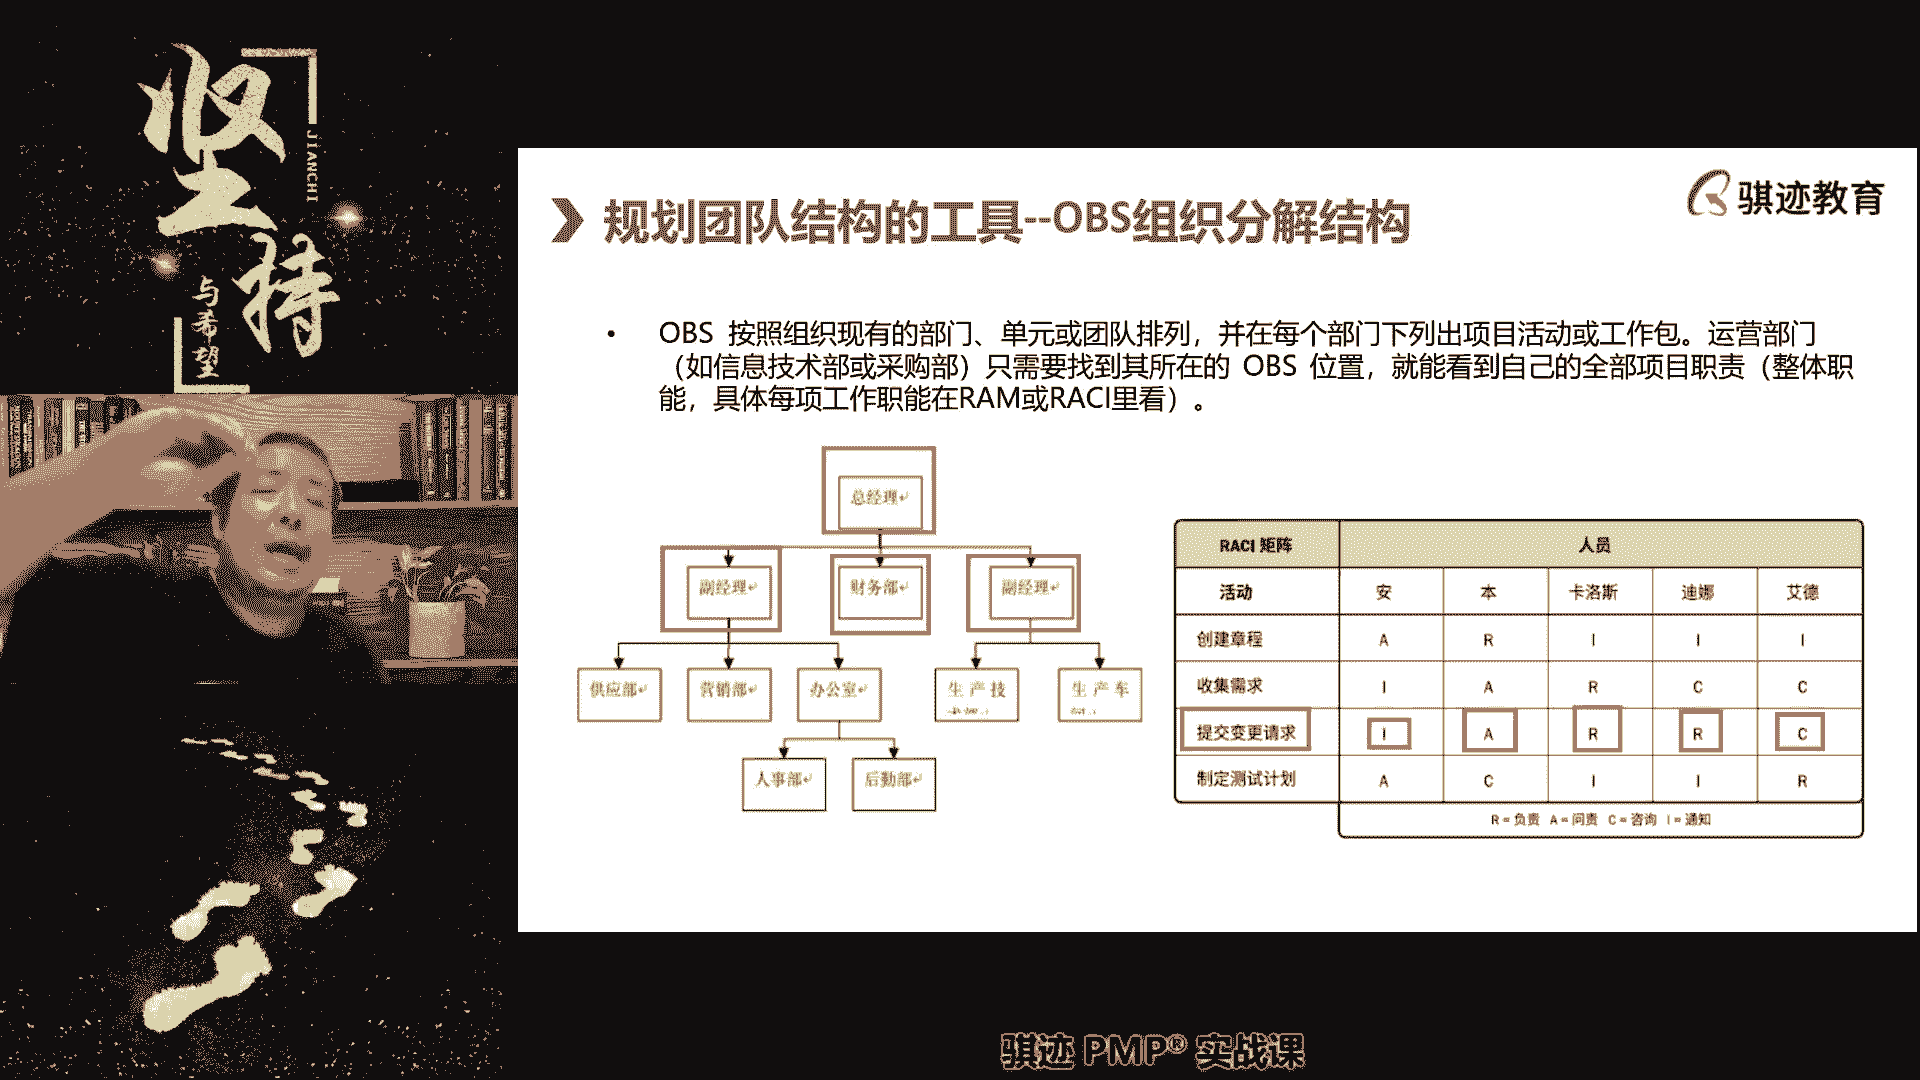 坚持
JIANCHI
与希望
规划团队结构的工具--OBS组织分解结构
骐迹教育
• OBS 按照组织现有的部门、单元或团队排列，并在每个部门下列出项目活动或工作包。运营部门
（如信息技术部或采购部）只需要找到其所在的 OBS 位置，就能看到自己的全部项目职责（整体职
能，具体每项工作职能在RAM或RACI里看）。
总经理
副经理 财务部 副经理
供应部 营销部 办公室 生产技 生产车
人事部 后勤部
RACI 矩阵 人员
活动 安 本 卡洛斯 迪娜 艾德
创建章程 A R I I I
收集需求 I A R C C
提交变更请求 I A R R C
制定测试计划 A C I I R
R = 负责 A = 问责 C = 咨询 I = 通知
骐迹 PMP® 实战课